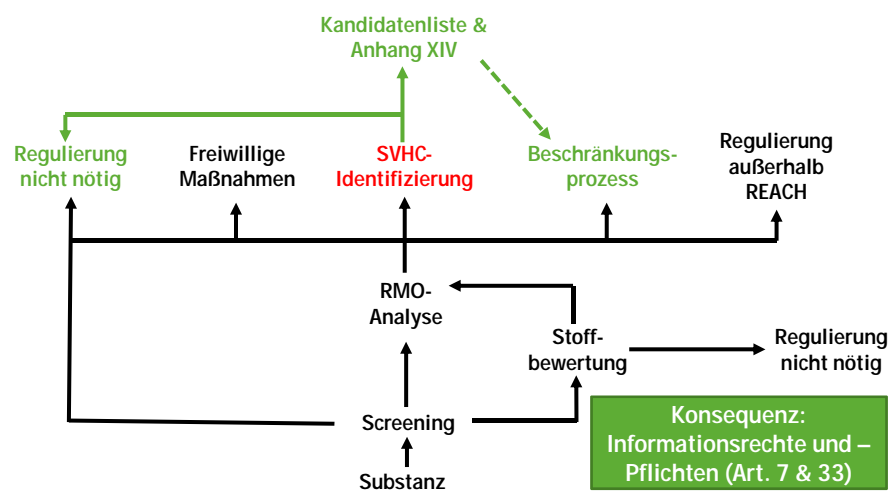 Kandidatenliste &
Anhang XIV
Regulierung
nicht nötig
Freiwillige
Maßnahmen
SVHC-
Identifizierung
Beschränkungs-
prozess
Regulierung
außerhalb
REACH
RMO-
Analyse
Stoff-
bewertung
Regulierung
nicht nötig
Screening
Substanz
Konsequenz:
Informationsrechte und –
Pflichten (Art. 7 & 33)